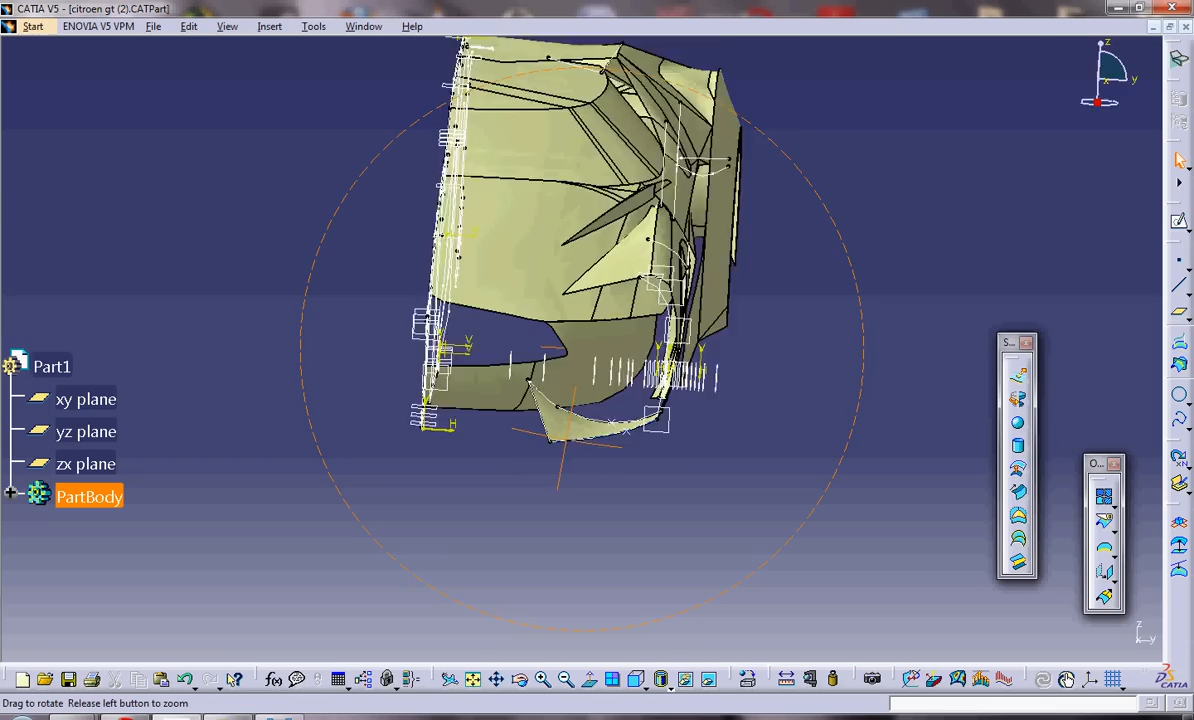 CATIA V5 - [citroen gt (2).CATPart]
Start ENOVIA V5 VPM File Edit View Insert Tools Window Help
z
y
x
Part1
xy plane
yz plane
zx plane
PartBody
S...
O...
V
H
z
y
f(x)
CATIA
Drag to rotate Release left button to zoom